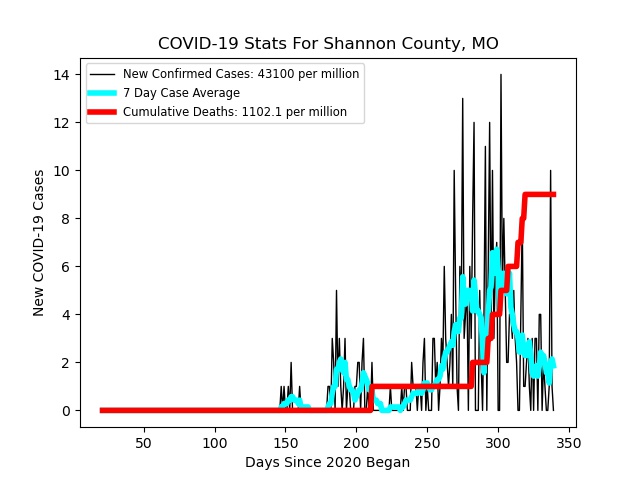 COVID-19 Stats For Shannon County, MO
New Confirmed Cases: 43100 per million
7 Day Case Average
Cumulative Deaths: 1102.1 per million
New COVID-19 Cases
14
12
10
8
6
4
2
0
50 100 150 200 250 300 350
Days Since 2020 Began